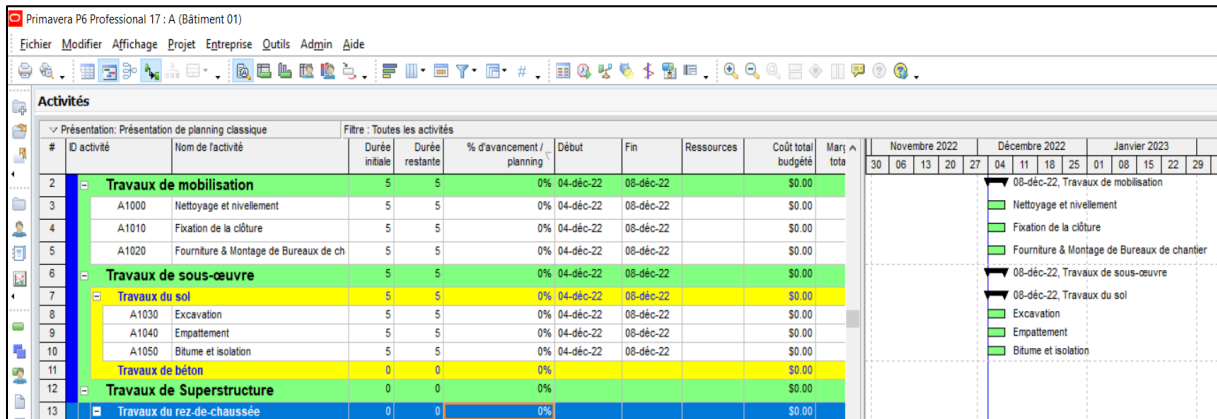 Primavera P6 Professional 17 : A (Bâtiment 01)
Fichier Modifier Affichage Projet Entreprise Outils Admin Aide
Activités
Présentation: Présentation de planning classique Filtre : Toutes les activités
# ID activité Nom de l'activité Durée initiale Durée restante % d'avancement / planning Début Fin Ressources Coût total budgété Marg tota
Novembre 2022 Décembre 2022 Janvier 2023
30 06 13 20 27 04 11 18 25 01 08 15 22 29
2 Travaux de mobilisation 5 5 0% 04-déc-22 08-déc-22 $0.00 08-déc-22, Travaux de mobilisation
3 A1000 Nettoyage et nivellement 5 5 0% 04-déc-22 08-déc-22 $0.00 Nettoyage et nivellement
4 A1010 Fixation de la clôture 5 5 0% 04-déc-22 08-déc-22 $0.00 Fixation de la clôture
5 A1020 Fourniture & Montage de Bureaux de ch 5 5 0% 04-déc-22 08-déc-22 $0.00 Fourniture & Montage de Bureaux de chantier
6 Travaux de sous-œuvre 5 5 0% 04-déc-22 08-déc-22 $0.00 08-déc-22, Travaux de sous-œuvre
7 Travaux du sol 5 5 0% 04-déc-22 08-déc-22 $0.00 08-déc-22, Travaux du sol
8 A1030 Excavation 5 5 0% 04-déc-22 08-déc-22 $0.00 Excavation
9 A1040 Empattement 5 5 0% 04-déc-22 08-déc-22 $0.00 Empattement
10 A1050 Bitume et isolation 5 5 0% 04-déc-22 08-déc-22 $0.00 Bitume et isolation
11 Travaux de béton 0 0 0% $0.00
12 Travaux de Superstructure 0 0 0% $0.00
13 Travaux du rez-de-chaussée 0 0 0% $0.00